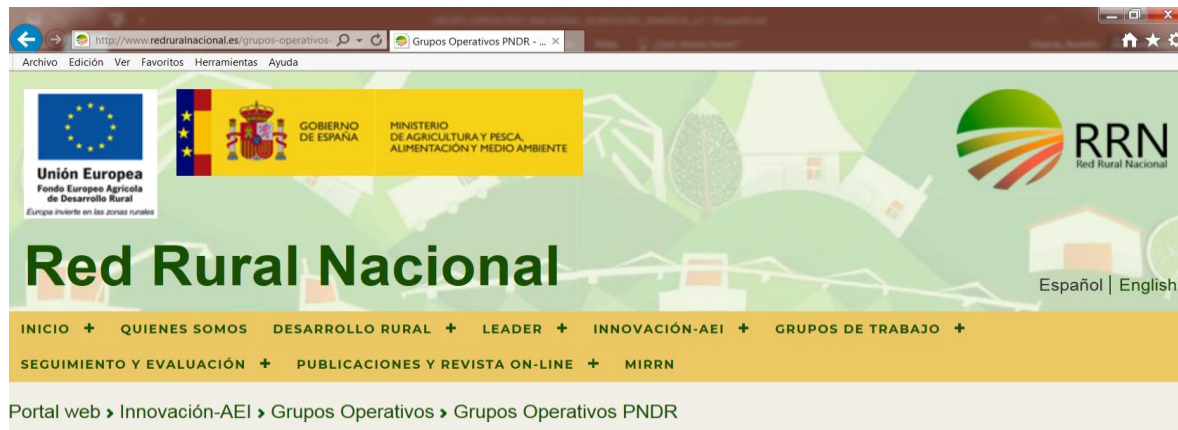 http://www.redruralnacional.es/grupos-operativos-
Grupos Operativos PNDR - ...
Archivo Edición Ver Favoritos Herramientas Ayuda
Unión Europea
Fondo Europeo Agrícola
de Desarrollo Rural
Europa invierte en las zonas rurales
GOBIERNO
DE ESPAÑA
MINISTERIO
DE AGRICULTURA Y PESCA,
ALIMENTACIÓN Y MEDIO AMBIENTE
RRN
Red Rural Nacional
Red Rural Nacional
Español | English
INICIO + QUIENES SOMOS DESARROLLO RURAL + LEADER + INNOVACIÓN-AEI + GRUPOS DE TRABAJO +
SEGUIMIENTO Y EVALUACIÓN + PUBLICACIONES Y REVISTA ON-LINE + MIRRN
Portal web › Innovación-AEI › Grupos Operativos › Grupos Operativos PNDR